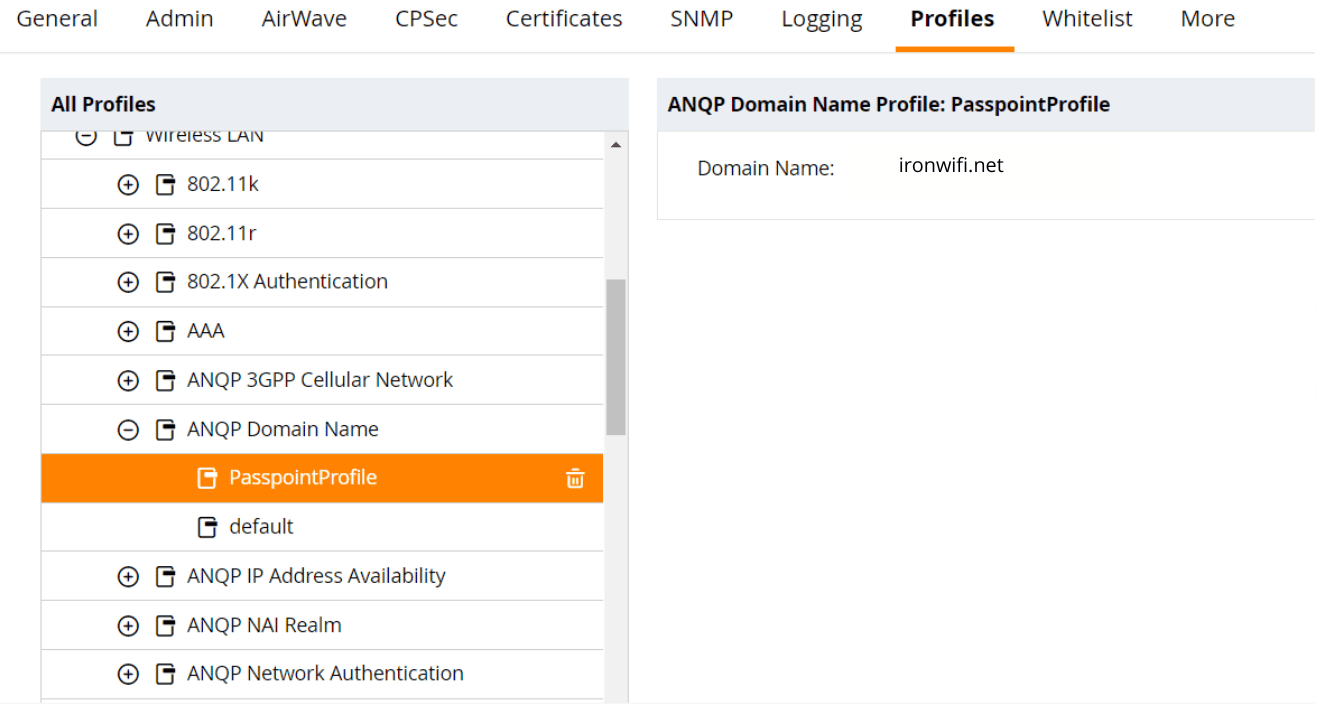 General Admin AirWave CPSec Certificates SNMP Logging Profiles Whitelist More
All Profiles
Wireless LAN
802.11k
802.11r
802.1X Authentication
AAA
ANQP 3GPP Cellular Network
ANQP Domain Name
PasspointProfile
default
ANQP IP Address Availability
ANQP NAI Realm
ANQP Network Authentication
ANQP Domain Name Profile: PasspointProfile
Domain Name: ironwifi.net